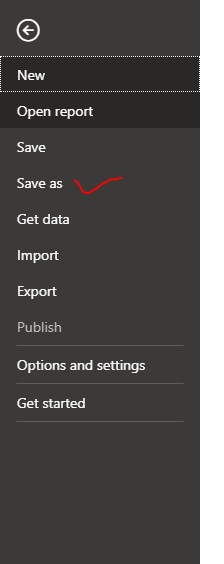 New
Open report
Save
Save as
Get data
Import
Export
Publish
Options and settings
Get started